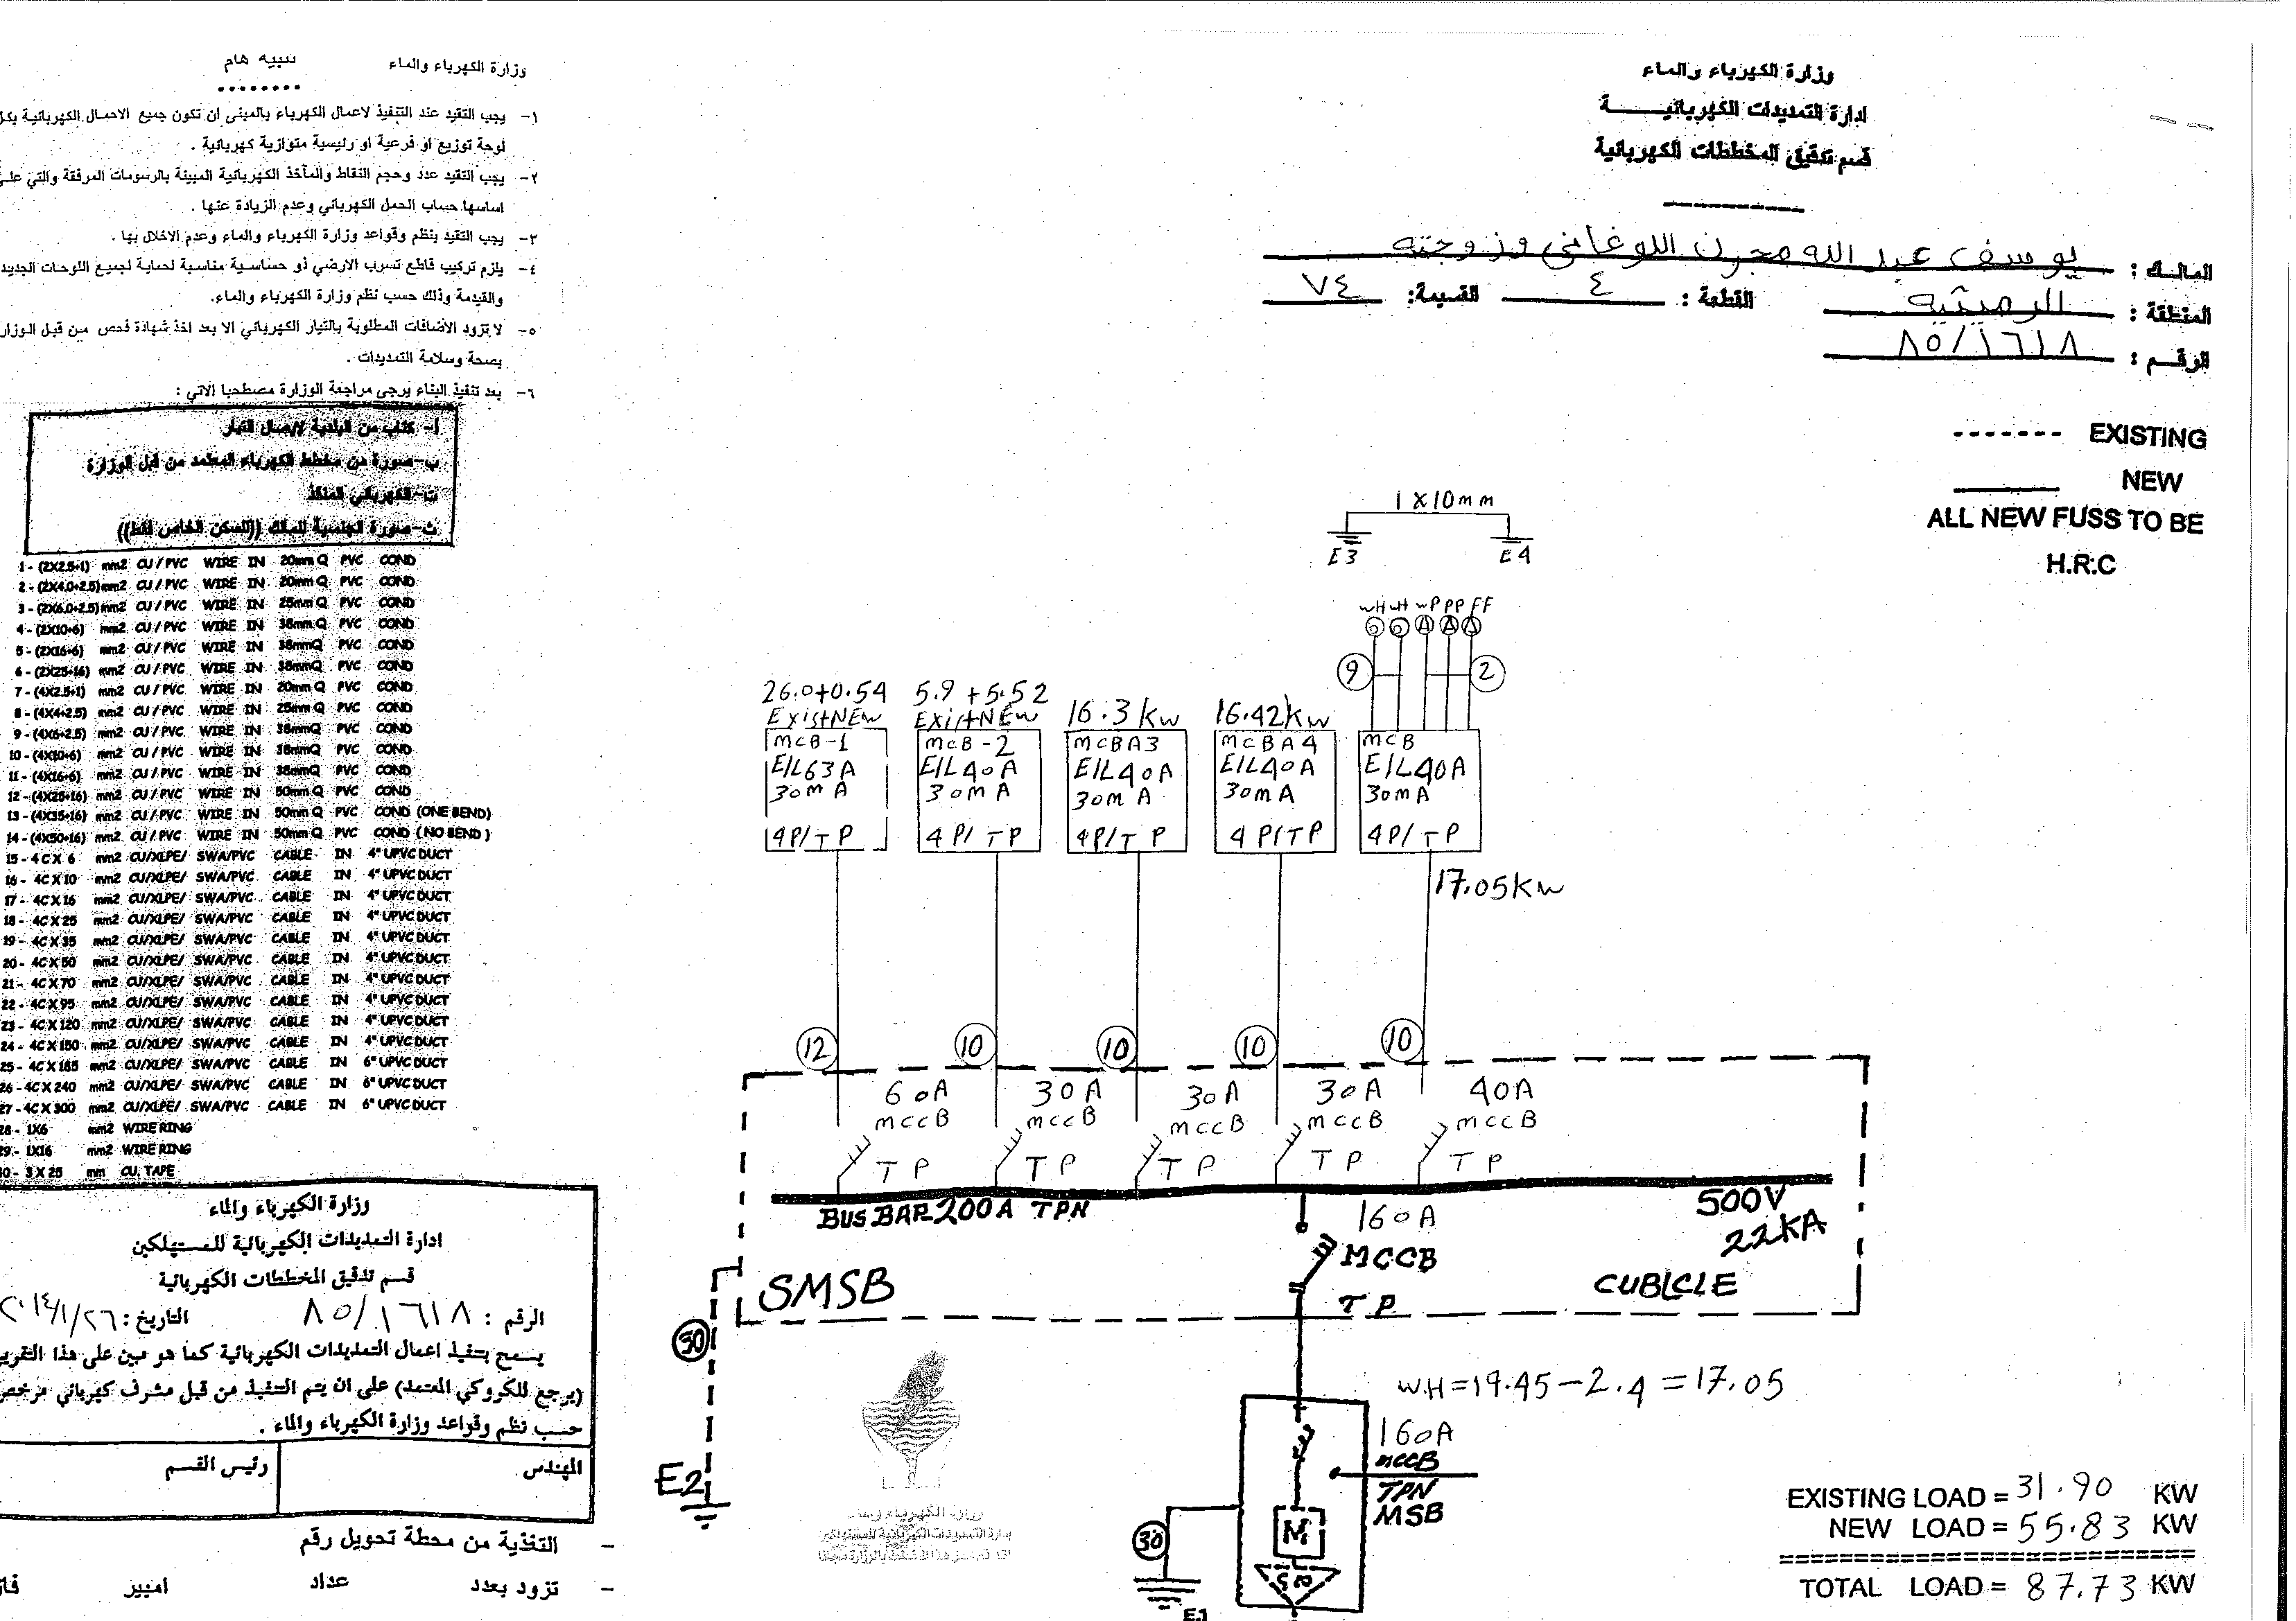 وزارة الكهرباء والماء
تنبيه هام
١- يجب التقيد عند التنفيذ لاعمال الكهرباء بالمبنى ان تكون جميع الاحمال الكهربائية بكل
لوحة توزيع او فرعية او رئيسية متوازية كهربائية .
٢- يجب التقيد عدد وحجم النقاط والمآخذ الكهربائية المبينة بالرسومات المرفقة والتي على
اساسها حساب الحمل الكهربائي وعدم الزيادة عنها .
٣- يجب التقيد بنظم وقواعد وزارة الكهرباء والماء وعدم الاخلال بها .
٤- يلزم تركيب قاطع تسرب الارضي ذو حساسية مناسبة لحماية لجميع اللوحات الجديد
والقديمة وذلك حسب نظم وزارة الكهرباء والماء.
٥- لا تزود الأضافات المطلوبة بالتيار الكهربائي الا بعد اخذ شهادة فحص من قبل الوزار
بصحة وسلامة التمديدات .
٦- بعد تنفيذ البناء يرجى مراجعة الوزارة مصطحبا الاتي :
أ- كتاب من البلدية لايصال التيار
ب- صورة من مخطط الكهرباء المعتمد من قبل الوزارة
ت- الكهربائي المنفذ
ث- صورة الجنسية للمالك ((للسكن الخاص فقط))
1 - (2X2.5+1) mm2 CU / PVC WIRE IN 20mm Q PVC COND
2 - (2X4.0+2.5) mm2 CU / PVC WIRE IN 20mm Q PVC COND
3 - (2X6.0+2.5) mm2 CU / PVC WIRE IN 25mm Q PVC COND
4 - (2X10+6) mm2 CU / PVC WIRE IN 38mm Q PVC COND
5 - (2X16+6) mm2 CU / PVC WIRE IN 38mmQ PVC COND
6 - (2X25+16) mm2 CU / PVC WIRE IN 38mmQ PVC COND
7 - (4X2.5+1) mm2 CU / PVC WIRE IN 20mm Q PVC COND
8 - (4X4+2.5) mm2 CU / PVC WIRE IN 25mm Q PVC COND
9 - (4X6+2.5) mm2 CU / PVC WIRE IN 38mmQ PVC COND
10 - (4X10+6) mm2 CU / PVC WIRE IN 38mmQ PVC COND
11 - (4X16+6) mm2 CU / PVC WIRE IN 38mm Q PVC COND
12 - (4X25+16) mm2 CU / PVC WIRE IN 50mm Q PVC COND
13 - (4X35+16) mm2 CU / PVC WIRE IN 50mm Q PVC COND (ONE BEND)
14 - (4X50+16) mm2 CU / PVC WIRE IN 50mm Q PVC COND (NO BEND)
15 - 4C X 6 mm2 CU/XLPE/ SWA/PVC CABLE IN 4" UPVC DUCT
16 - 4C X 10 mm2 CU/XLPE/ SWA/PVC CABLE IN 4" UPVC DUCT
17 - 4C X 16 mm2 CU/XLPE/ SWA/PVC CABLE IN 4" UPVC DUCT
18 - 4C X 25 mm2 CU/XLPE/ SWA/PVC CABLE IN 4" UPVC DUCT
19 - 4C X 35 mm2 CU/XLPE/ SWA/PVC CABLE IN 4" UPVC DUCT
20 - 4C X 50 mm2 CU/XLPE/ SWA/PVC CABLE IN 4" UPVC DUCT
21 - 4C X 70 mm2 CU/XLPE/ SWA/PVC CABLE IN 4" UPVC DUCT
22 - 4C X 95 mm2 CU/XLPE/ SWA/PVC CABLE IN 4" UPVC DUCT
23 - 4C X 120 mm2 CU/XLPE/ SWA/PVC CABLE IN 4" UPVC DUCT
24 - 4C X 150 mm2 CU/XLPE/ SWA/PVC CABLE IN 4" UPVC DUCT
25 - 4C X 185 mm2 CU/XLPE/ SWA/PVC CABLE IN 6" UPVC DUCT
26 - 4C X 240 mm2 CU/XLPE/ SWA/PVC CABLE IN 6" UPVC DUCT
27 - 4C X 300 mm2 CU/XLPE/ SWA/PVC CABLE IN 6" UPVC DUCT
28 - 1X6 mm2 WIRE RING
29 - 1X16 mm2 WIRE RING
30 - 3 X 25 mm CU. TAPE
وزارة الكهرباء والماء
ادارة التمديدات الكهربائية للمستهلكين
قسم تدقيق المخططات الكهربائية
الرقم : ٨٥/١٦١٨ التاريخ : ٢٠١٤/١/٢٦
يسمح بتنفيذ اعمال التمديدات الكهربائية كما هو مبين على هذا التقرير
(يرجع للكروكي المعتمد) على ان يتم التنفيذ من قبل مشرف كهربائي مرخص
حسب نظم وقواعد وزارة الكهرباء والماء .
المهندس رئيس القسم
- التغذية من محطة تحويل رقم
- تزود بعدد عداد امبير
وزارة الكهرباء والماء
ادارة التمديدات الكهربائيــــــة
قسم تدقيق المخططات الكهربائية
المالك : يوسف عبد الله مجرن اللوغاني وزوجته
المنطقة : الرميثية القطعة : ٤ القسيمة: ٧٤
الرقم : ٨٥/١٦١٨
------- EXISTING
NEW
ALL NEW FUSS TO BE
H.R.C
1X10mm
E3 E4
WH WH WP PP FF
9 2
26.0+0.54 5.9+5.52 16.3KW 16.42KW
Exist+NEW Exist+NEW
MCB-1 MCB-2 MCBA3 MCBA4 MCB
E/L63A E/L40A E/L40A E/L40A E/L40A
30mA 30mA 30mA 30mA 30mA
4P/TP 4P/TP 4P/TP 4P/TP 4P/TP
17.05KW
12 10 10 10 10
60A 30A 30A 30A 40A
MCCB MCCB MCCB MCCB MCCB
TP TP TP TP TP
BUS BAR 200A TPN 500V
22KA
160A
MCCB
TP
SMSB CUBICLE
30
E2
W.H=19.45-2.4=17.05
160A
MCCB
TPN
MSB
M
30
E1
EXISTING LOAD = 31.90 KW
NEW LOAD = 55.83 KW
TOTAL LOAD = 87.73 KW